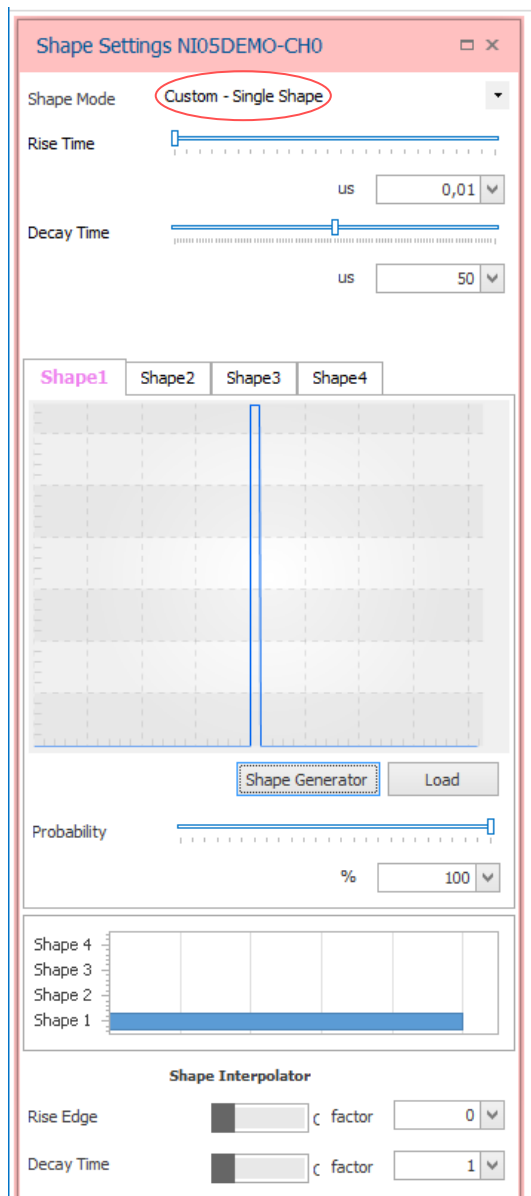 Shape Settings NI05DEMO-CH0
Shape Mode Custom - Single Shape
Rise Time
us 0,01
Decay Time
us 50
Shape1 Shape2 Shape3 Shape4
Shape Generator Load
Probability
% 100
Shape 4
Shape 3
Shape 2
Shape 1
Shape Interpolator
Rise Edge C factor 0
Decay Time C factor 1